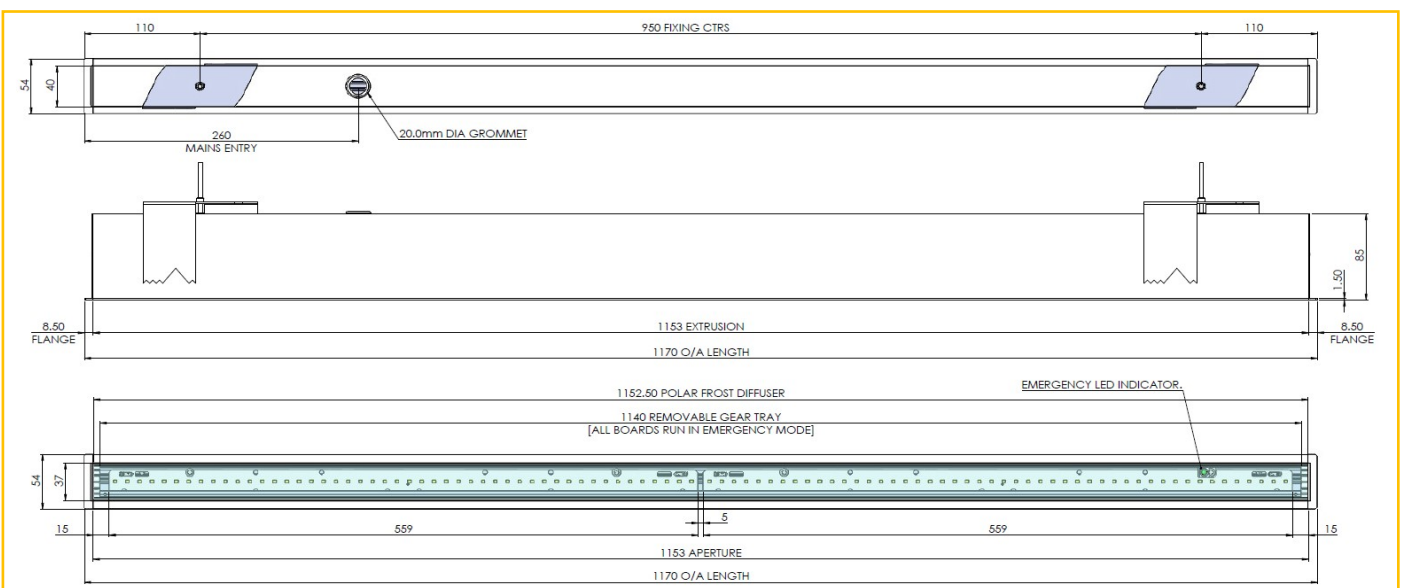 110
950 FIXING CTRS
110
54
40
260
MAINS ENTRY
20.0mm DIA GROMMET
85
1.50
8.50
FLANGE
1153 EXTRUSION
8.50
FLANGE
1170 O/A LENGTH
1152.50 POLAR FROST DIFFUSER
EMERGENCY LED INDICATOR.
1140 REMOVABLE GEAR TRAY
[ALL BOARDS RUN IN EMERGENCY MODE]
54
37
15
559
5
559
15
1153 APERTURE
1170 O/A LENGTH